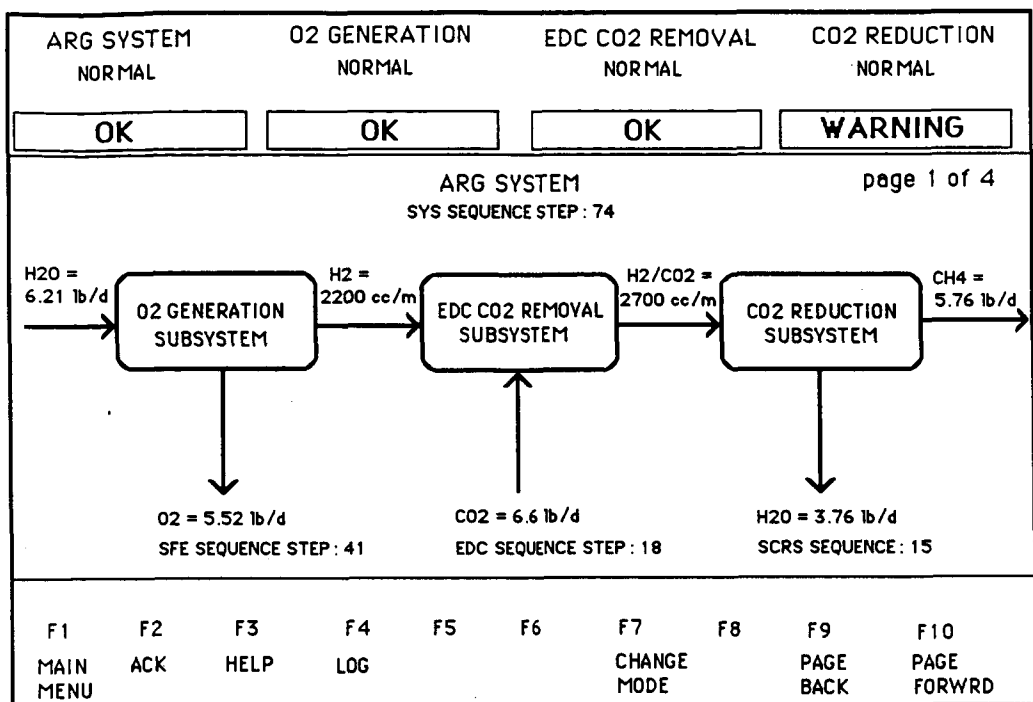 ARG SYSTEM
NORMAL
O2 GENERATION
NORMAL
EDC CO2 REMOVAL
NORMAL
CO2 REDUCTION
NORMAL
OK
OK
OK
WARNING
ARG SYSTEM
page 1 of 4
SYS SEQUENCE STEP : 74
H2O =
6.21 lb/d
O2 GENERATION
SUBSYSTEM
H2 =
2200 cc/m
EDC CO2 REMOVAL
SUBSYSTEM
H2/CO2 =
2700 cc/m
CO2 REDUCTION
SUBSYSTEM
CH4 =
5.76 lb/d
O2 = 5.52 lb/d
SFE SEQUENCE STEP : 41
CO2 = 6.6 lb/d
EDC SEQUENCE STEP : 18
H2O = 3.76 lb/d
SCRS SEQUENCE : 15
F1
MAIN
MENU
F2
ACK
F3
HELP
F4
LOG
F5
F6
F7
CHANGE
MODE
F8
F9
PAGE
BACK
F10
PAGE
FORWRD